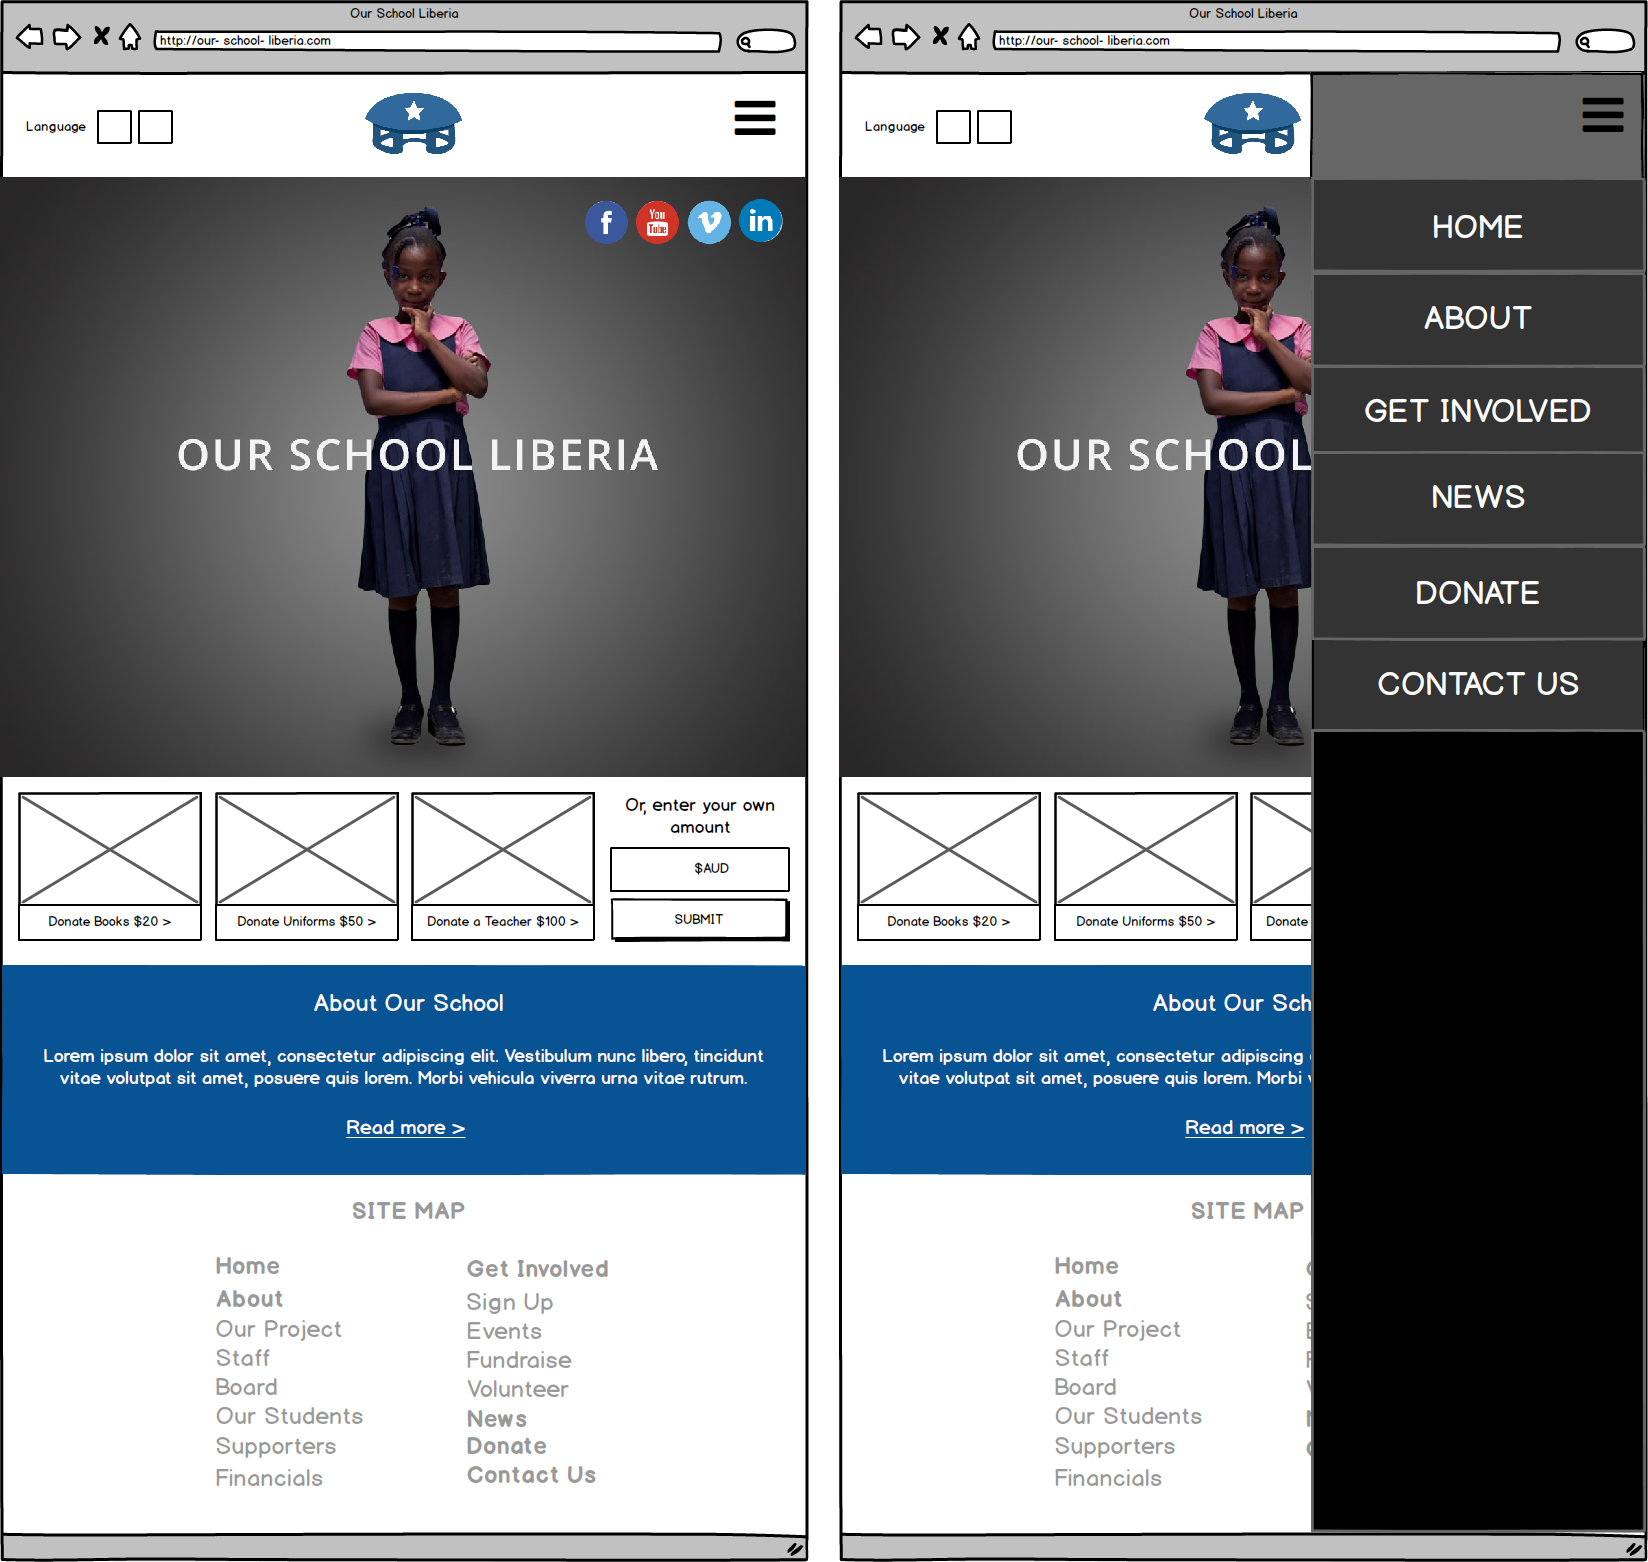 Our School Liberia
http://our- school- liberia.com
Language
f
You
Tube
v
in
OUR SCHOOL LIBERIA
Donate Books $20 >
Donate Uniforms $50 >
Donate a Teacher $100 >
Or, enter your own
amount
$AUD
SUBMIT
About Our School
Lorem ipsum dolor sit amet, consectetur adipiscing elit. Vestibulum nunc libero, tincidunt
vitae volutpat sit amet, posuere quis lorem. Morbi vehicula viverra urna vitae rutrum.
Read more >
SITE MAP
Home
About
Our Project
Staff
Board
Our Students
Supporters
Financials
Get Involved
Sign Up
Events
Fundraise
Volunteer
News
Donate
Contact Us
Our School Liberia
http://our- school- liberia.com
Language
OUR SCHOOL
Donate Books $20 >
Donate Uniforms $50 >
Donate
About Our Sch
Lorem ipsum dolor sit amet, consectetur adipiscing
vitae volutpat sit amet, posuere quis lorem. Morbi
Read more >
SITE MAP
Home
About
Our Project
Staff
Board
Our Students
Supporters
Financials
HOME
ABOUT
GET INVOLVED
NEWS
DONATE
CONTACT US